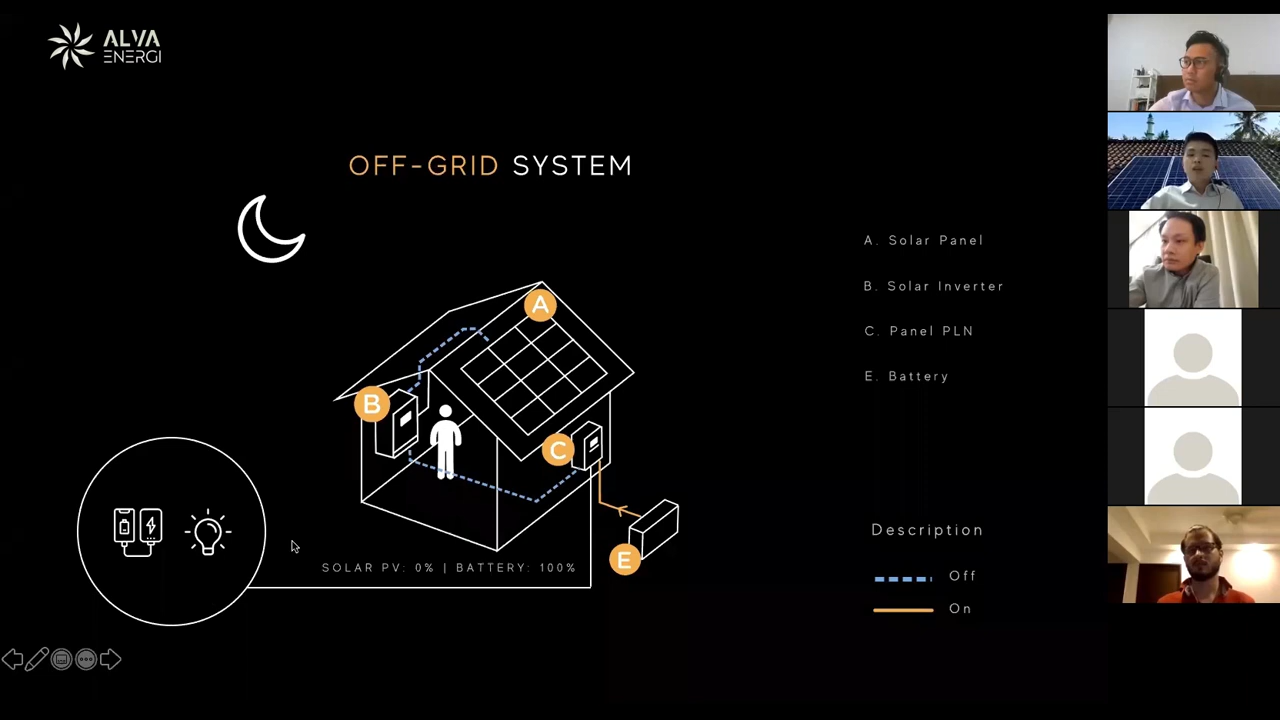 ALVA
ENERGI
OFF-GRID SYSTEM
A. Solar Panel
B. Solar Inverter
C. Panel PLN
E. Battery
A
B
C
E
SOLAR PV: 0% | BATTERY: 100%
Description
Off
On